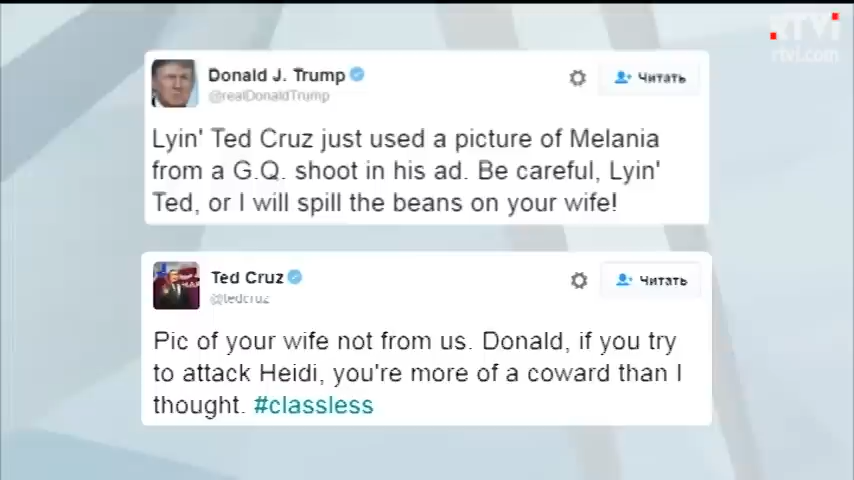 RTVi
rtvi.com
Donald J. Trump
@realDonaldTrump
Читать
Lyin' Ted Cruz just used a picture of Melania
from a G.Q. shoot in his ad. Be careful, Lyin'
Ted, or I will spill the beans on your wife!
Ted Cruz
@tedcruz
Читать
Pic of your wife not from us. Donald, if you try
to attack Heidi, you're more of a coward than I
thought. #classless